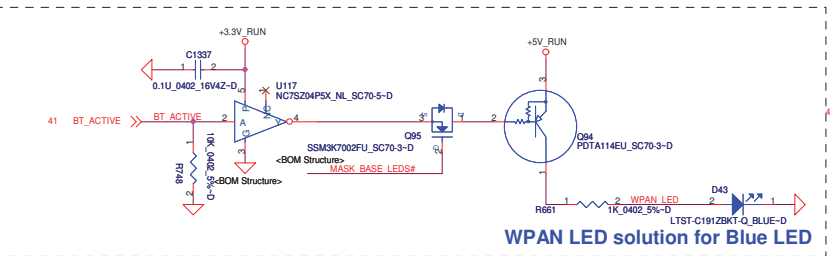 +3.3V_RUN
+5V_RUN
C1337
1
2
0.1U_0402_16V4Z~D
U117
NC7SZ04P5X_NL_SC70-5~D
5
1
P
NC
3
41
BT_ACTIVE
BT_ACTIVE
2
A
Y
4
G
3
3
S
D
1
2
Q95
G
SSM3K7002FU_SC70-3~D
2
<BOM Structure>
MASK_BASE_LEDS#
Q94
PDTA114EU_SC70-3~D
1
1
10K_0402_5%~D
R748
2
<BOM Structure>
1
R661
2
1K_0402_5%~D
WPAN_LED
2
D43
1
LTST-C191ZBKT-Q_BLUE~D
WPAN LED solution for Blue LED
4